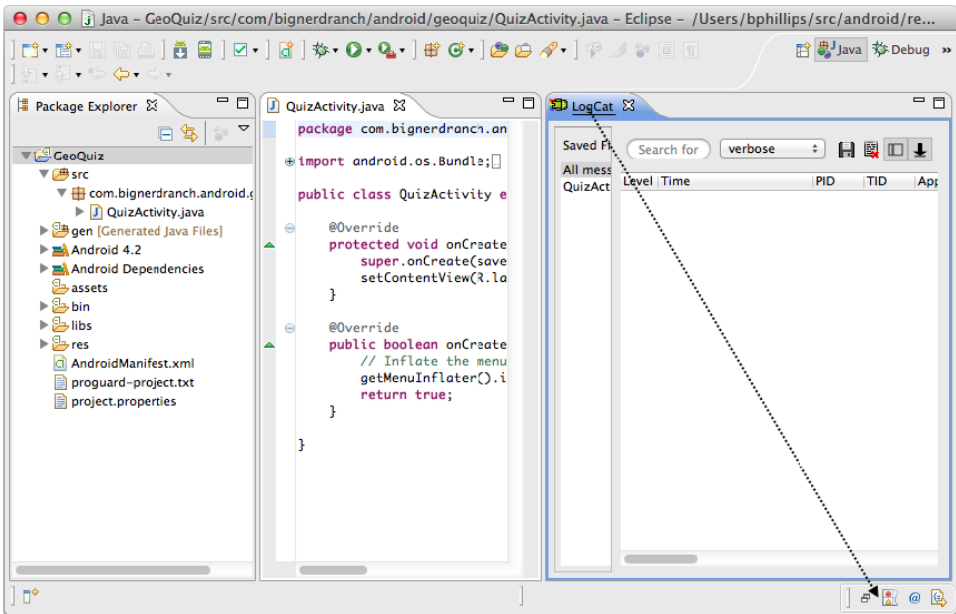 Java – GeoQuiz/src/com/bignerdranch/android/geoquiz/QuizActivity.java – Eclipse – /Users/bphillips/src/android/re...
Java
Debug
»
Package Explorer
GeoQuiz
src
com.bignerdranch.android.g
QuizActivity.java
gen [Generated Java Files]
Android 4.2
Android Dependencies
assets
bin
libs
res
AndroidManifest.xml
proguard-project.txt
project.properties
QuizActivity.java
package com.bignerdranch.an
import android.os.Bundle;
public class QuizActivity e
@Override
protected void onCreate
super.onCreate(save
setContentView(R.la
}
@Override
public boolean onCreate
// Inflate the menu
getMenuInflater().i
return true;
}
}
LogCat
Saved Fi
All mess
QuizAct
Search for
verbose
Level Time PID TID App
@